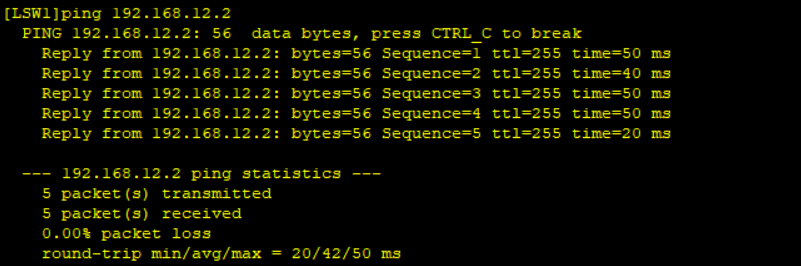 [LSW1]ping 192.168.12.2
PING 192.168.12.2: 56  data bytes, press CTRL_C to break
Reply from 192.168.12.2: bytes=56 Sequence=1 ttl=255 time=50 ms
Reply from 192.168.12.2: bytes=56 Sequence=2 ttl=255 time=40 ms
Reply from 192.168.12.2: bytes=56 Sequence=3 ttl=255 time=50 ms
Reply from 192.168.12.2: bytes=56 Sequence=4 ttl=255 time=50 ms
Reply from 192.168.12.2: bytes=56 Sequence=5 ttl=255 time=20 ms
--- 192.168.12.2 ping statistics ---
5 packet(s) transmitted
5 packet(s) received
0.00% packet loss
round-trip min/avg/max = 20/42/50 ms